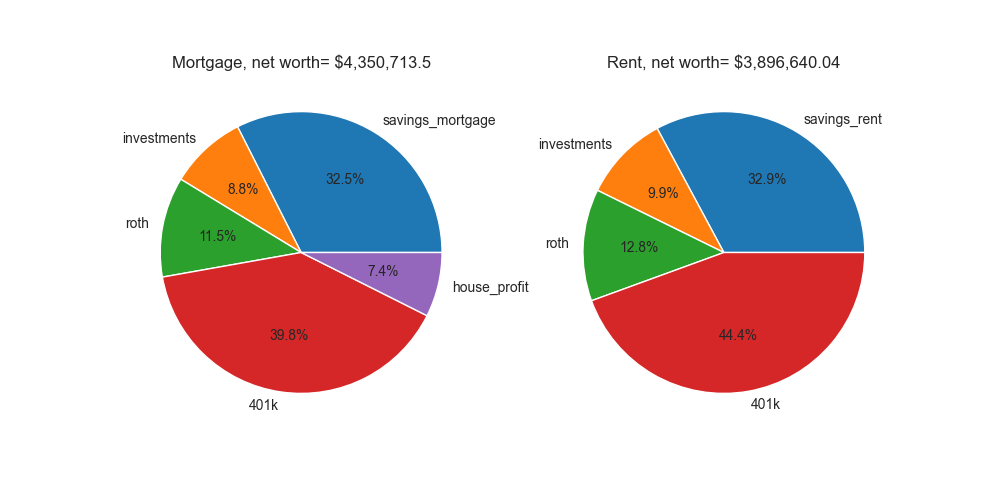 Mortgage, net worth= $4,350,713.5
savings_mortgage
investments
32.5%
8.8%
roth
11.5%
7.4%
house_profit
39.8%
401k
Rent, net worth= $3,896,640.04
savings_rent
investments
32.9%
9.9%
roth
12.8%
44.4%
401k